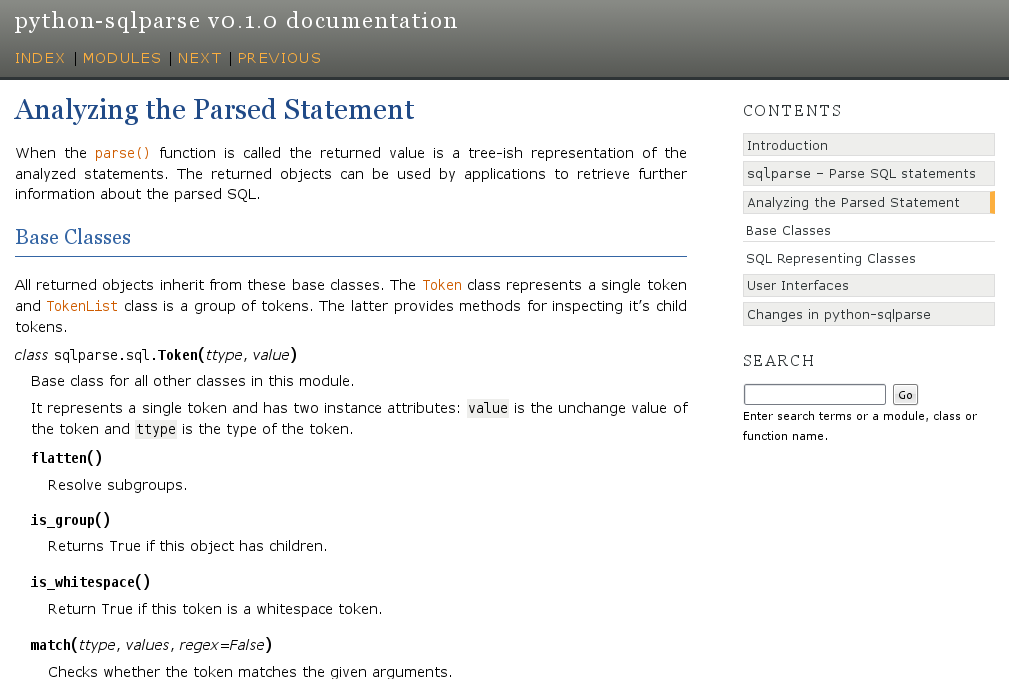 python-sqlparse v0.1.0 documentation
INDEX | MODULES | NEXT | PREVIOUS
Analyzing the Parsed Statement
When the parse() function is called the returned value is a tree-ish representation of the
analyzed statements. The returned objects can be used by applications to retrieve further
information about the parsed SQL.
Base Classes
All returned objects inherit from these base classes. The Token class represents a single token
and TokenList class is a group of tokens. The latter provides methods for inspecting it's child
tokens.
class sqlparse.sql.Token(ttype, value)
Base class for all other classes in this module.
It represents a single token and has two instance attributes: value is the unchange value of
the token and ttype is the type of the token.
flatten()
Resolve subgroups.
is_group()
Returns True if this object has children.
is_whitespace()
Return True if this token is a whitespace token.
match(ttype, values, regex=False)
Checks whether the token matches the given arguments.
CONTENTS
Introduction
sqlparse – Parse SQL statements
Analyzing the Parsed Statement
Base Classes
SQL Representing Classes
User Interfaces
Changes in python-sqlparse
SEARCH
Go
Enter search terms or a module, class or
function name.